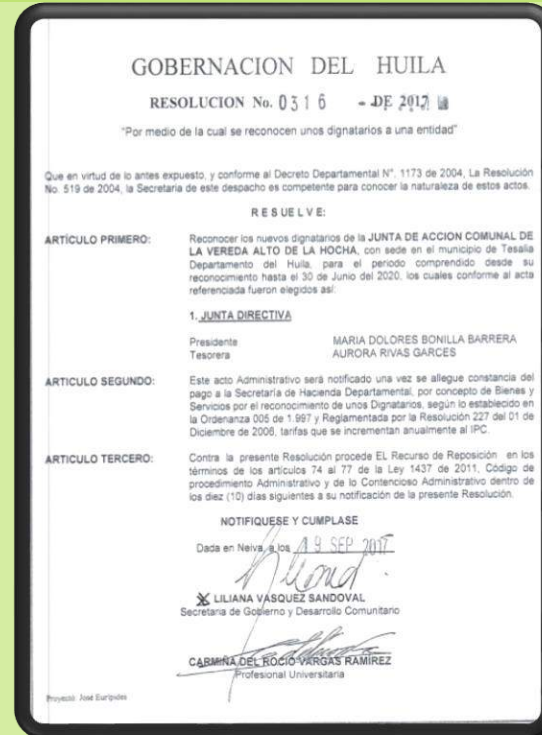 GOBERNACION DEL HUILA
RESOLUCION No. 0316 - DE 2017
"Por medio de la cual se reconocen unos dignatarios a una entidad"
Que en virtud de lo antes expuesto, y conforme al Decreto Departamental N°. 1173 de 2004, La Resolución
No. 519 de 2004, la Secretaria de este despacho es competente para conocer la naturaleza de estos actos.
RESUELVE:
ARTÍCULO PRIMERO: Reconocer los nuevos dignatarios de la JUNTA DE ACCION COMUNAL DE
LA VEREDA ALTO DE LA HOCHA, con sede en el municipio de Tesalia
Departamento del Huila, para el periodo comprendido desde su
reconocimiento hasta el 30 de Junio del 2020, los cuales conforme al acta
referenciada fueron elegidos así:
1. JUNTA DIRECTIVA
Presidente MARIA DOLORES BONILLA BARRERA
Tesorera AURORA RIVAS GARCES
ARTICULO SEGUNDO: Este acto Administrativo será notificado una vez se allegue constancia del
pago a la Secretaría de Hacienda Departamental, por concepto de Bienes y
Servicios por el reconocimiento de unos Dignatarios, según lo establecido en
la Ordenanza 005 de 1.997 y Reglamentada por la Resolución 227 del 01 de
Diciembre de 2006, tarifas que se incrementan anualmente al IPC.
ARTICULO TERCERO: Contra la presente Resolución procede EL Recurso de Reposición en los
términos de los artículos 74 al 77 de la Ley 1437 de 2011, Código de
procedimiento Administrativo y de lo Contencioso Administrativo dentro de
los diez (10) días siguientes a su notificación de la presente Resolución.
NOTIFIQUESE Y CUMPLASE
Dada en Neiva, a los 19 SEP 2017
LILIANA VASQUEZ SANDOVAL
Secretaria de Gobierno y Desarrollo Comunitario
CARMIÑA DEL ROCIO VARGAS RAMIREZ
Profesional Universitaria
Proyectó: José Euripides